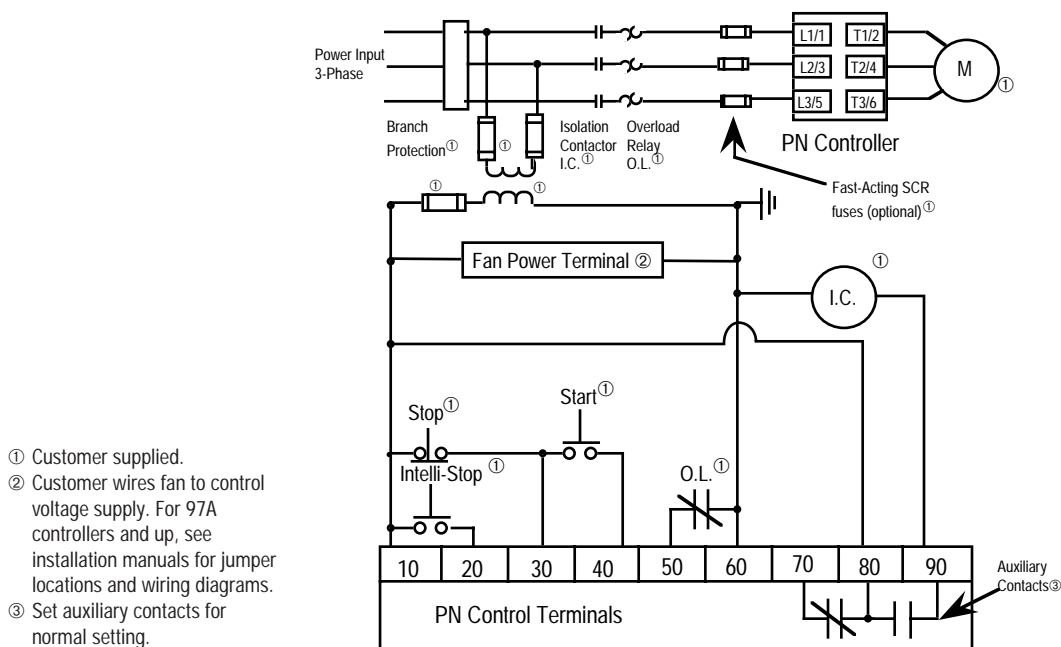 Power Input
3-Phase
L1/1 T1/2
L2/3 T2/4
L3/5 T3/6
M
①
Branch
Protection①
①
Isolation
Contactor
I.C.①
Overload
Relay
O.L.①
PN Controller
Fast-Acting SCR
fuses (optional)①
①
①
Fan Power Terminal ②
①
I.C.
Stop①
Start①
Intelli-Stop ①
O.L.①
10 20 30 40 50 60 70 80 90
PN Control Terminals
Auxiliary
Contacts③
① Customer supplied.
② Customer wires fan to control
voltage supply. For 97A
controllers and up, see
installation manuals for jumper
locations and wiring diagrams.
③ Set auxiliary contacts for
normal setting.